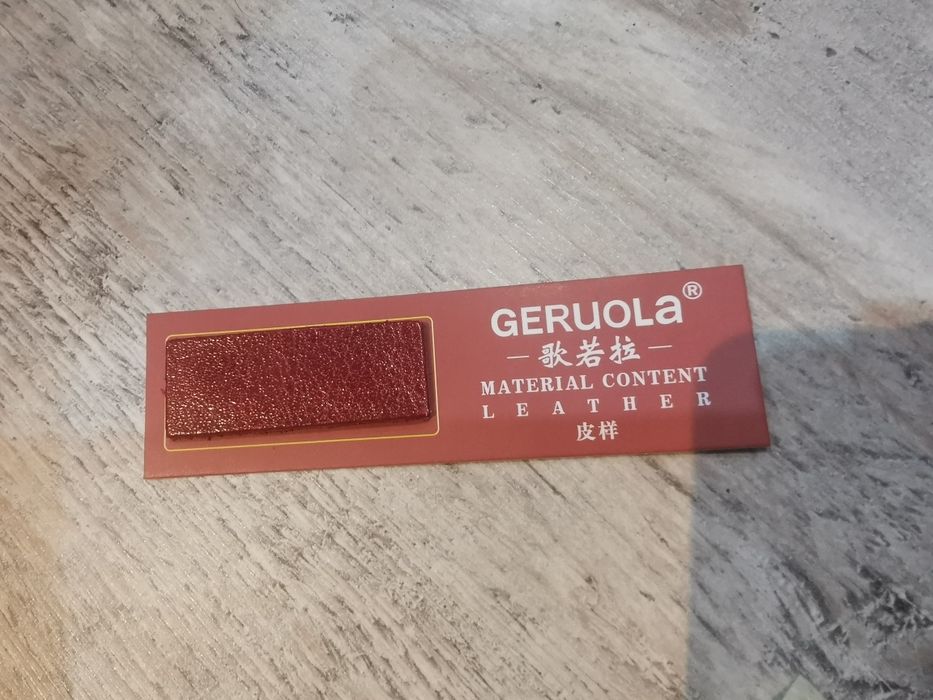 GERUOLa®
— 歌若拉 —
MATERIAL CONTENT
LEATHER
皮样